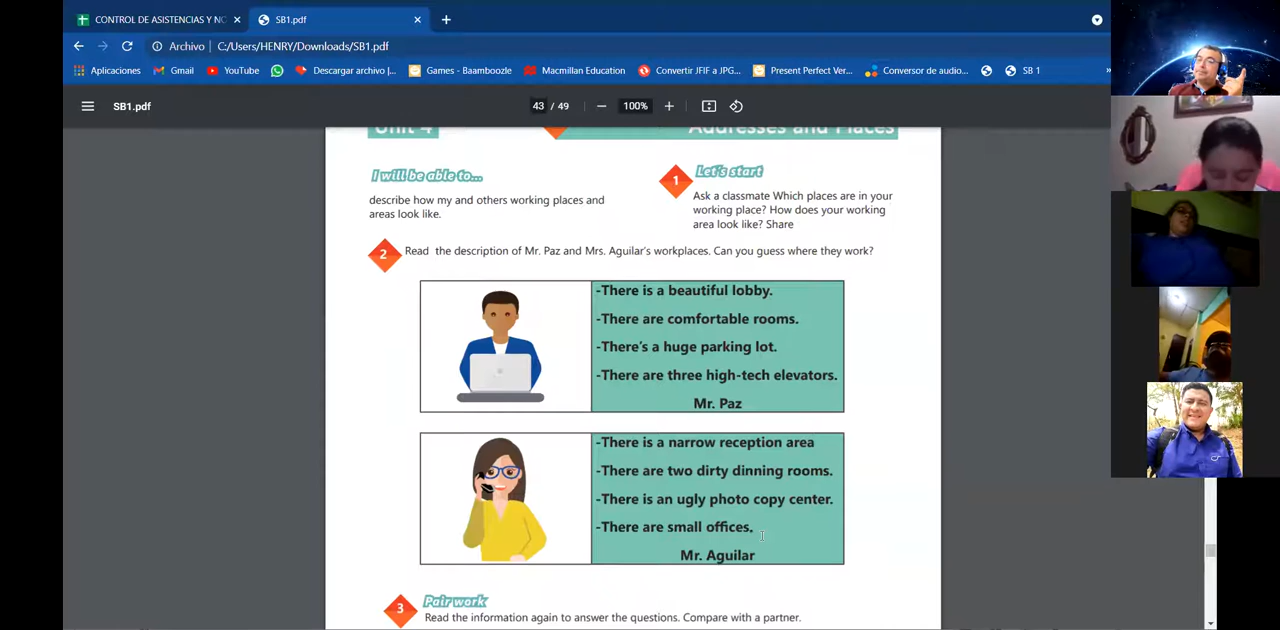 CONTROL DE ASISTENCIAS Y NO
SB1.pdf
Archivo
C:/Users/HENRY/Downloads/SB1.pdf
Aplicaciones
Gmail
YouTube
Descargar archivo |...
Games - Baamboozle
Macmillan Education
Convertir JFIF a JPG...
Present Perfect Ver...
Conversor de audio...
SB 1
»
SB1.pdf
43 / 49
100%
Unit 4
Addresses and Places
I will be able to...
describe how my and others working places and
areas look like.
1
Let's start
Ask a classmate Which places are in your
working place? How does your working
area look like? Share
2
Read the description of Mr. Paz and Mrs. Aguilar's workplaces. Can you guess where they work?
-There is a beautiful lobby.
-There are comfortable rooms.
-There's a huge parking lot.
-There are three high-tech elevators.
Mr. Paz
-There is a narrow reception area
-There are two dirty dinning rooms.
-There is an ugly photo copy center.
-There are small offices.
Mr. Aguilar
3
Pair work
Read the information again to answer the questions. Compare with a partner.